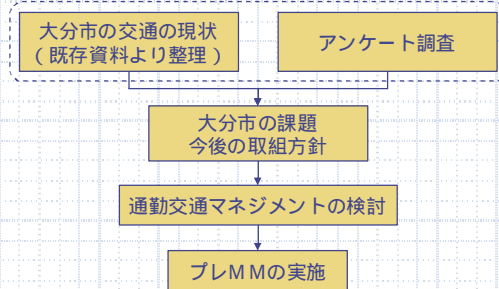 大分市の交通の現状
（既存資料より整理）
アンケート調査
大分市の課題
今後の取組方針
通勤交通マネジメントの検討
プレＭＭの実施